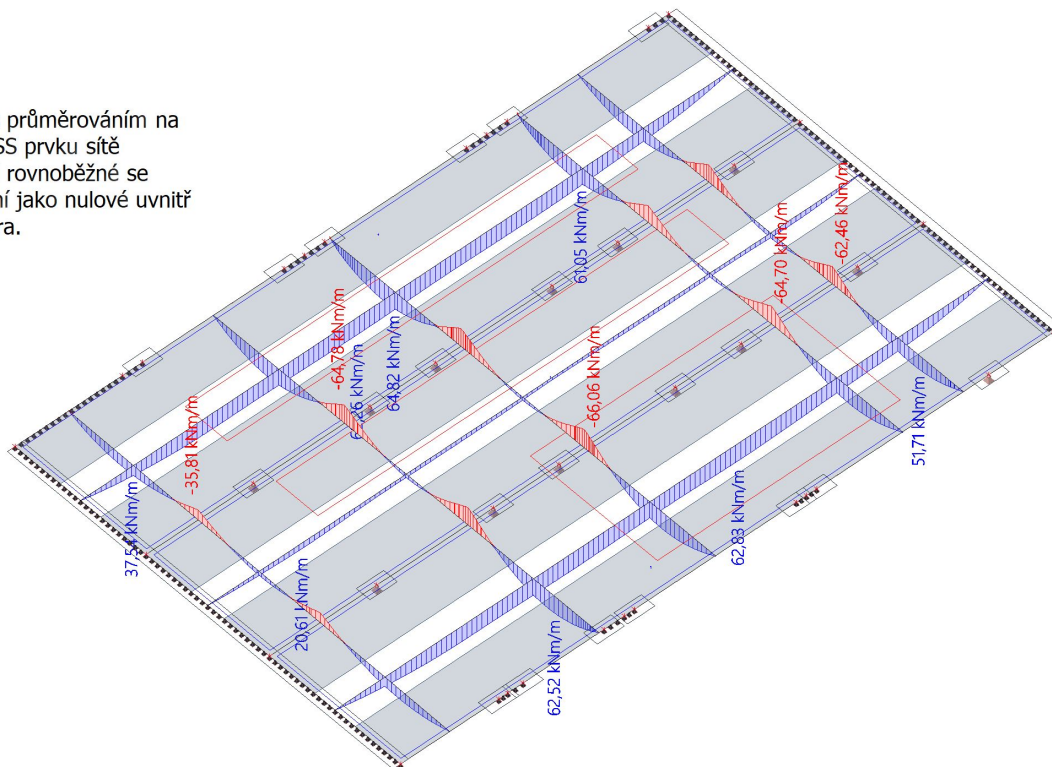 průměrováním na
SS prvku sítě
rovnoběžné se
ní jako nulové uvnitř
ra.
61,05 kNm/m
-62,46 kNm/m
-64,70 kNm/m
-64,78 kNm/m
64,82 kNm/m
kNm/m
-66,06 kNm/m
-35,81 kNm/m
51,71 kNm/m
37,54 kNm/m
62,83 kNm/m
20,61 kNm/m
62,52 kNm/m